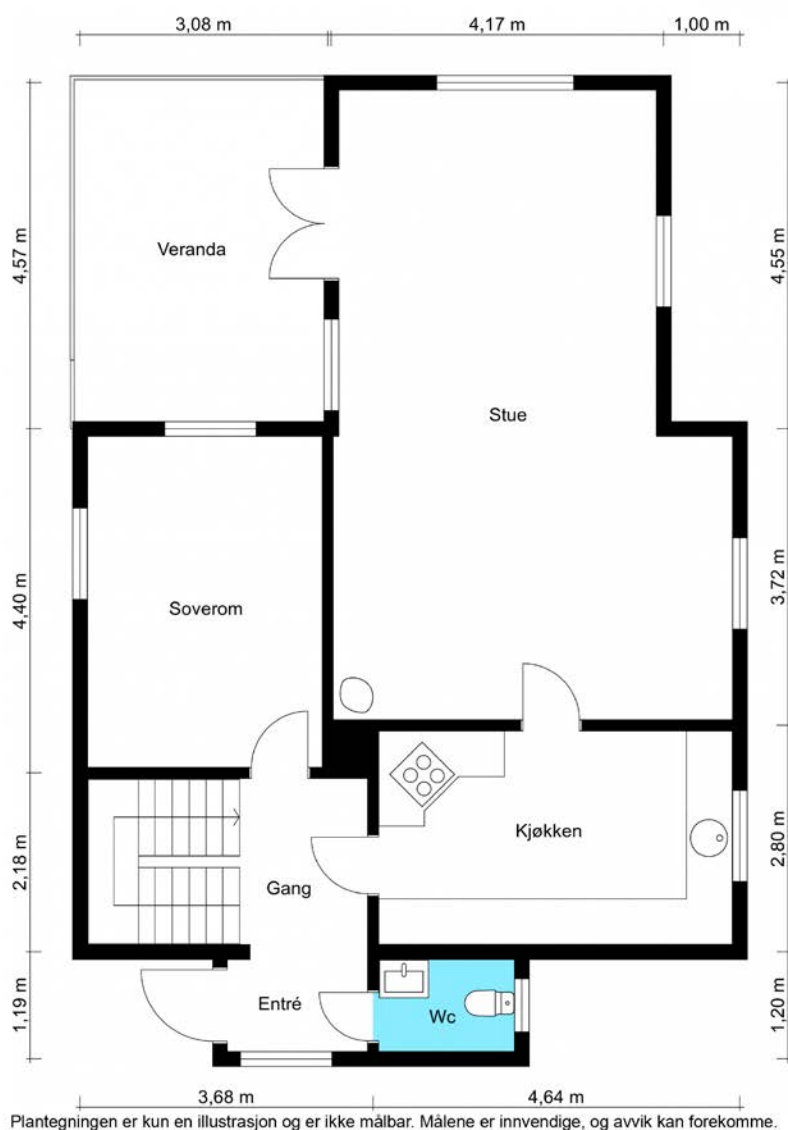 3,08 m
4,17 m
1,00 m
4,57 m
Veranda
4,55 m
Stue
4,40 m
Soverom
3,72 m
2,18 m
Gang
Kjøkken
2,80 m
1,19 m
Entré
Wc
1,20 m
3,68 m
4,64 m
Plantegningen er kun en illustrasjon og er ikke målbar. Målene er innvendige, og avvik kan forekomme.